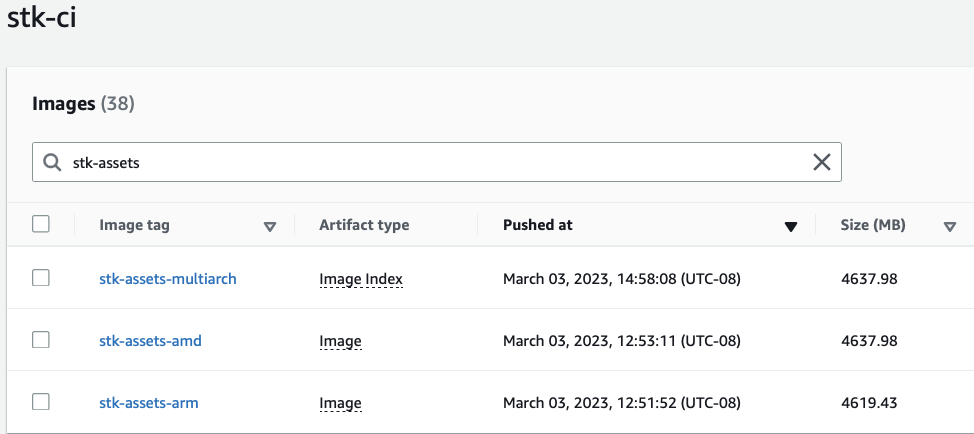 stk-ci
Images (38)
stk-assets
Image tag Artifact type Pushed at Size (MB)
stk-assets-multiarch Image Index March 03, 2023, 14:58:08 (UTC-08) 4637.98
stk-assets-amd Image March 03, 2023, 12:53:11 (UTC-08) 4637.98
stk-assets-arm Image March 03, 2023, 12:51:52 (UTC-08) 4619.43